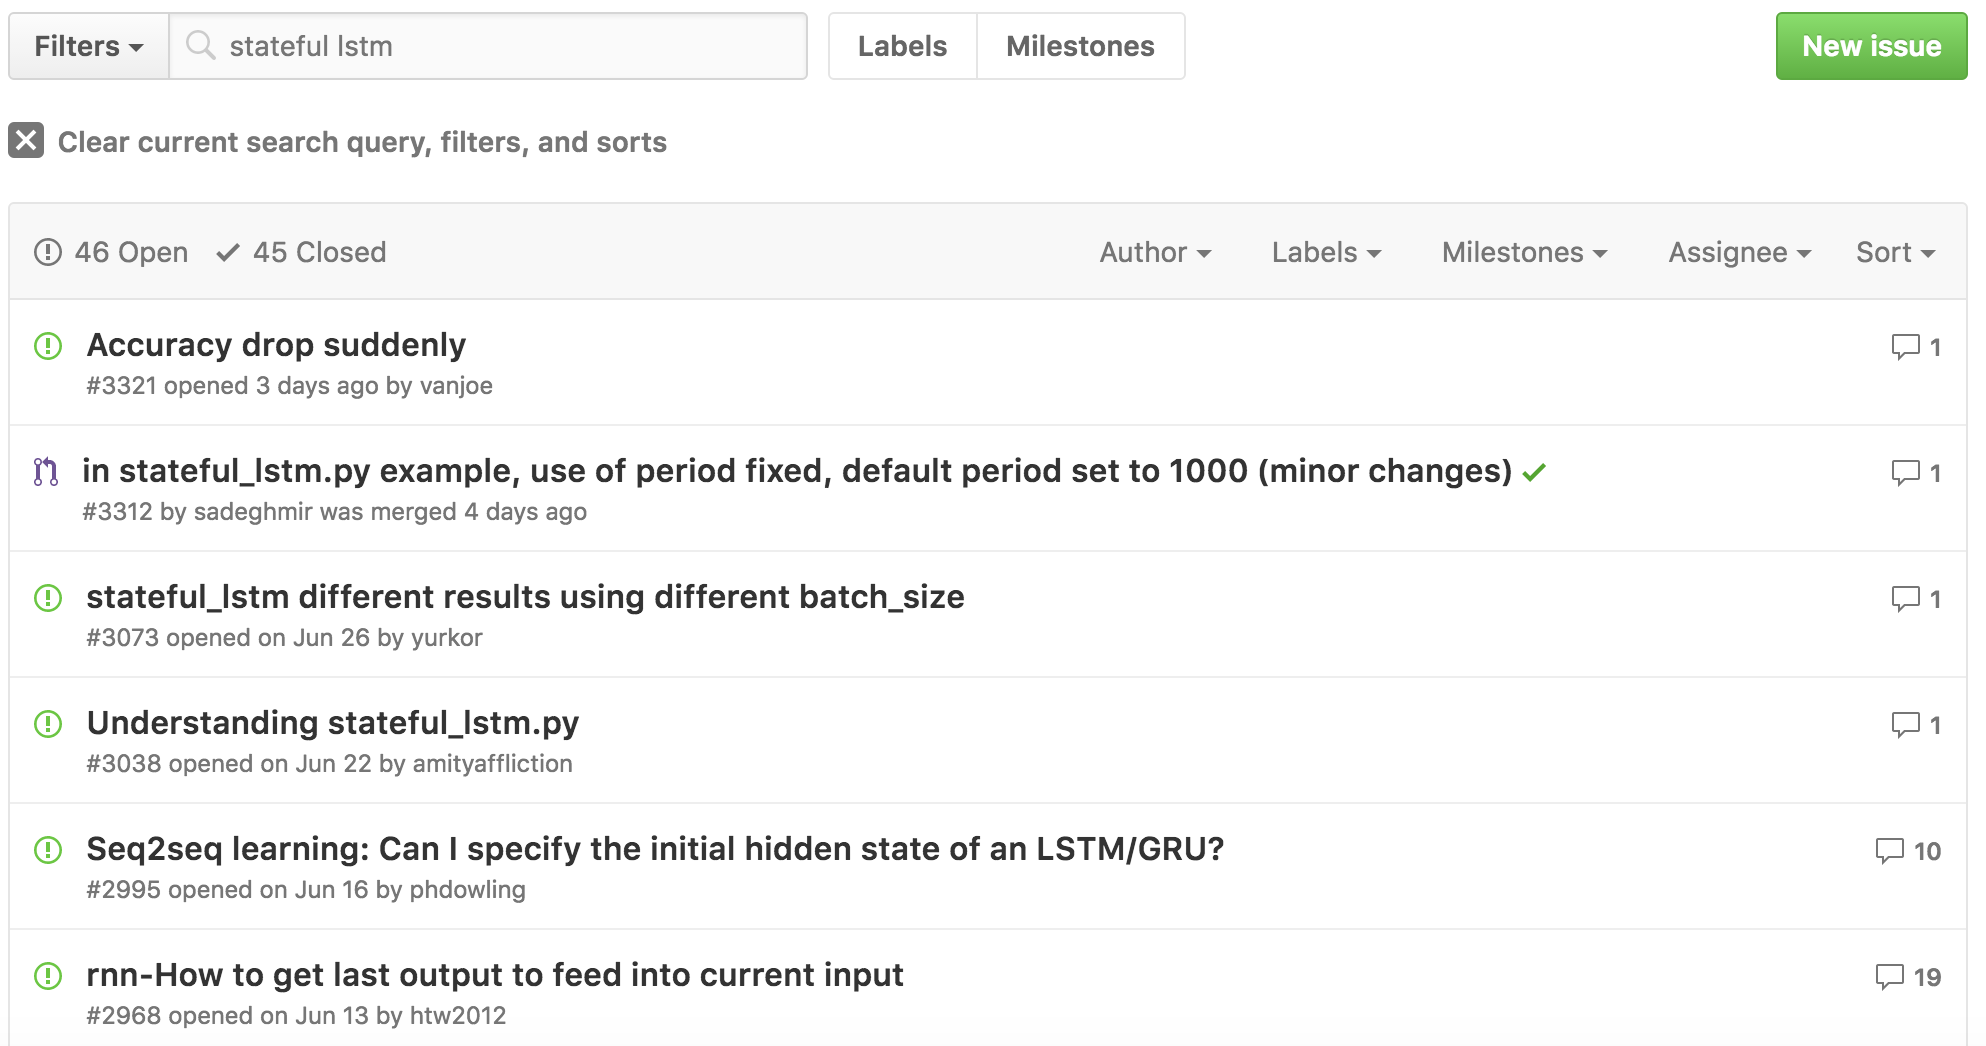 Filters stateful lstm Labels Milestones New issue
Clear current search query, filters, and sorts
46 Open 45 Closed Author Labels Milestones Assignee Sort
Accuracy drop suddenly 1
#3321 opened 3 days ago by vanjoe
in stateful_lstm.py example, use of period fixed, default period set to 1000 (minor changes) 1
#3312 by sadeghmir was merged 4 days ago
stateful_lstm different results using different batch_size 1
#3073 opened on Jun 26 by yurkor
Understanding stateful_lstm.py 1
#3038 opened on Jun 22 by amityaffliction
Seq2seq learning: Can I specify the initial hidden state of an LSTM/GRU? 10
#2995 opened on Jun 16 by phdowling
rnn-How to get last output to feed into current input 19
#2968 opened on Jun 13 by htw2012